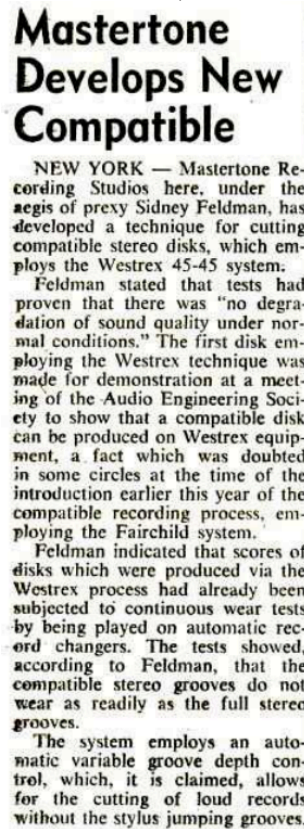 Mastertone
Develops New
Compatible
NEW YORK — Mastertone Re-
cording Studios here, under the
aegis of prexy Sidney Feldman, has
developed a technique for cutting
compatible stereo disks, which em-
ploys the Westrex 45-45 system.
Feldman stated that tests had
proven that there was "no degra-
dation of sound quality under nor-
mal conditions." The first disk em-
ploying the Westrex technique was
made for demonstration at a meet-
ing of the Audio Engineering Soci-
ety to show that a compatible disk
can be produced on Westrex equip-
ment, a fact which was doubted
in some circles at the time of the
introduction earlier this year of the
compatible recording process, em-
ploying the Fairchild system.
Feldman indicated that scores of
disks which were produced via the
Westrex process had already been
subjected to continuous wear tests
by being played on automatic rec-
ord changers. The tests showed,
according to Feldman, that the
compatible stereo grooves do not
wear as readily as the full stereo
grooves.
The system employs an auto-
matic variable groove depth con-
trol, which, it is claimed, allows
for the cutting of loud records
without the stylus jumping grooves.